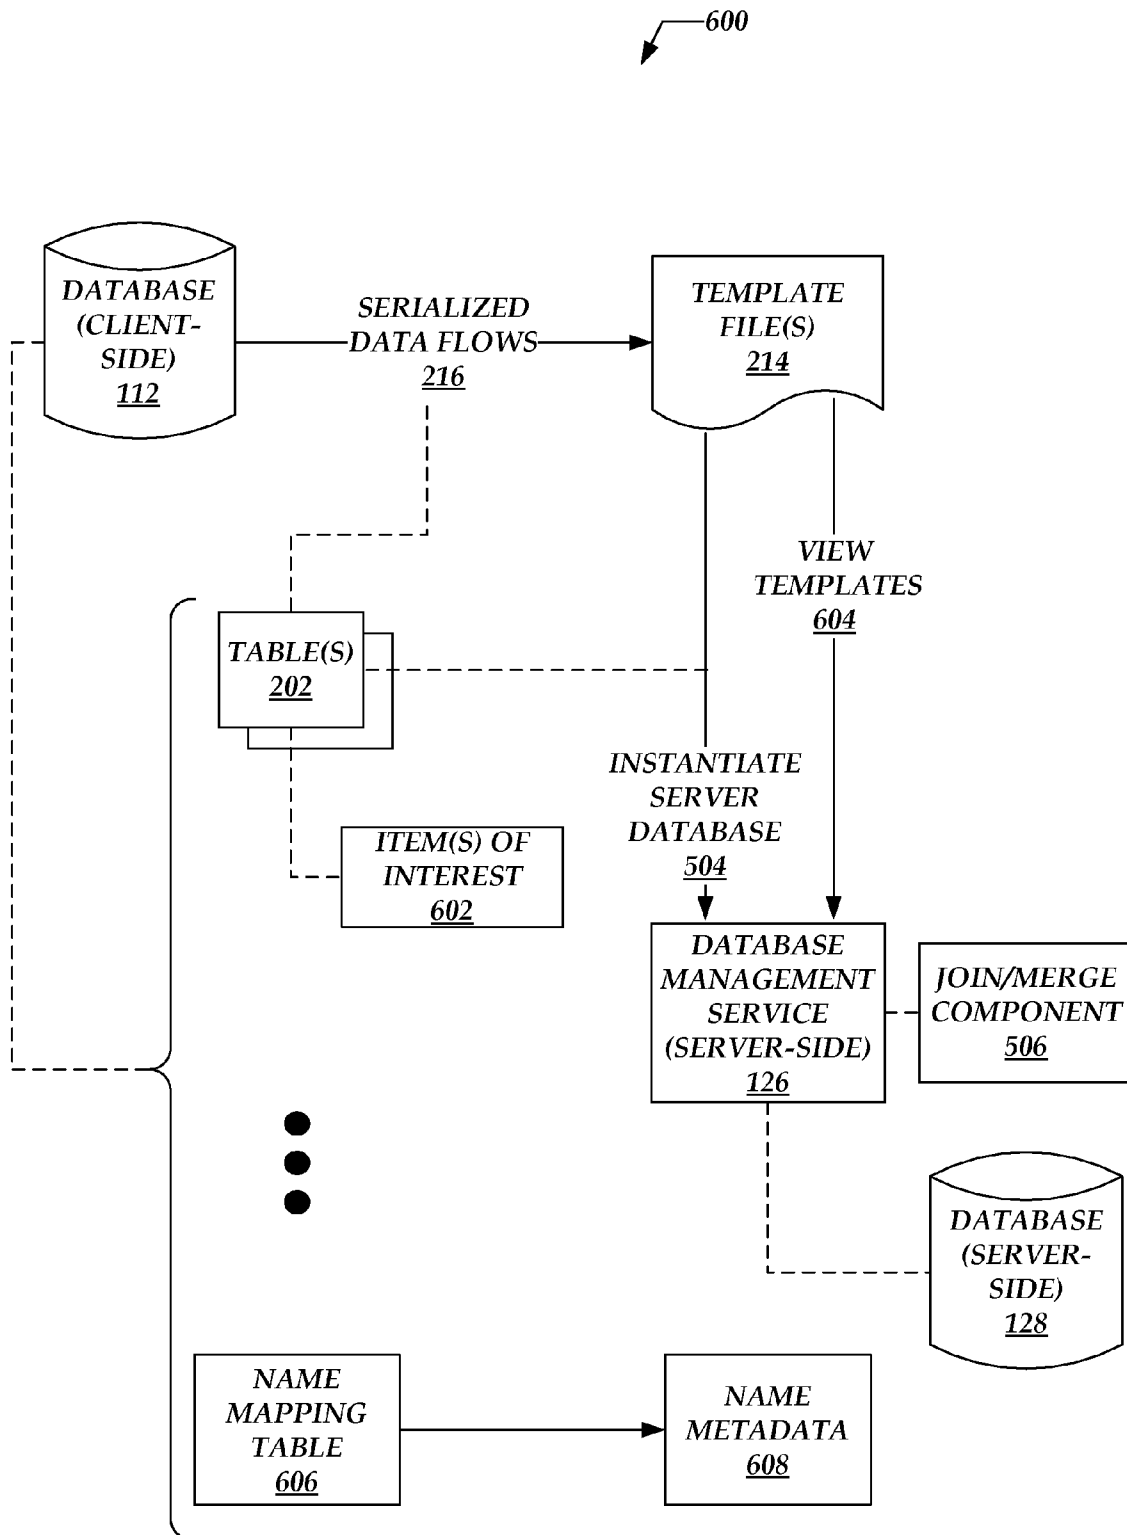 600
DATABASE
(CLIENT-
SIDE)
112
SERIALIZED
DATA FLOWS
216
TEMPLATE
FILE(S)
214
VIEW
TEMPLATES
604
TABLE(S)
202
INSTANTIATE
SERVER
DATABASE
504
ITEM(S) OF
INTEREST
602
DATABASE
MANAGEMENT
SERVICE
(SERVER-SIDE)
126
JOIN/MERGE
COMPONENT
506
DATABASE
(SERVER-
SIDE)
128
NAME
MAPPING
TABLE
606
NAME
METADATA
608